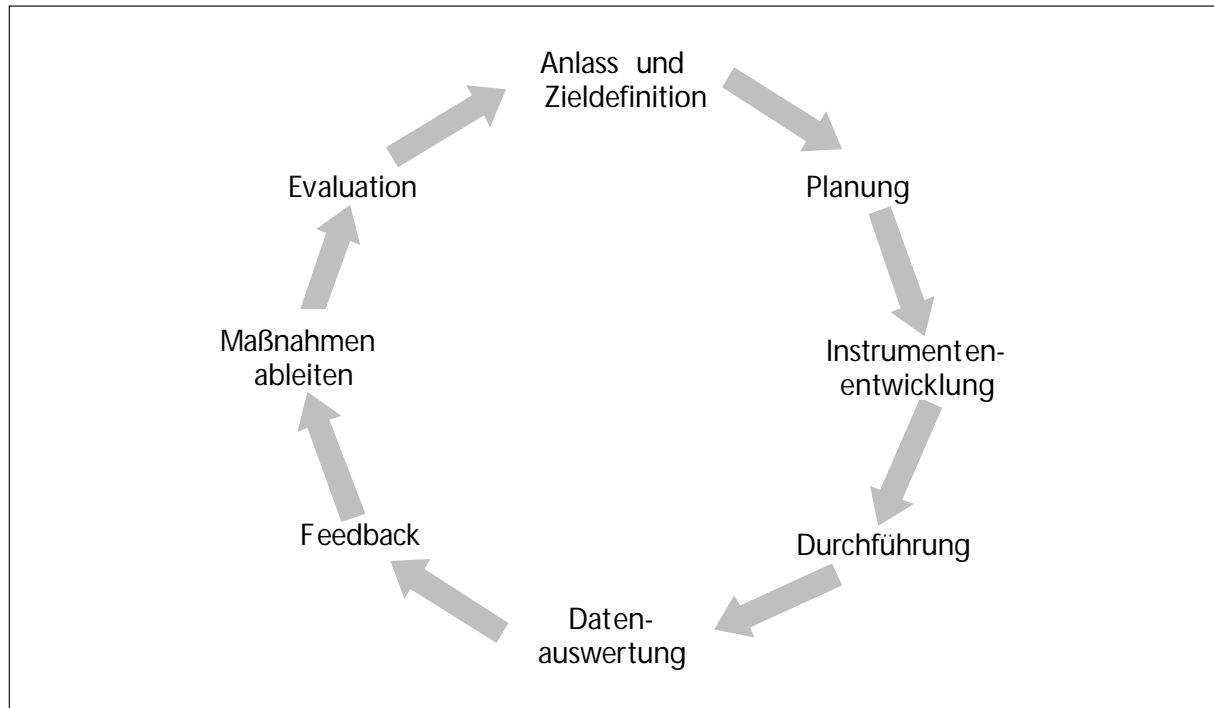 Anlass und
Zieldefinition
Planung
Instrumenten-
entwicklung
Durchführung
Daten-
auswertung
Feedback
Maßnahmen
ableiten
Evaluation